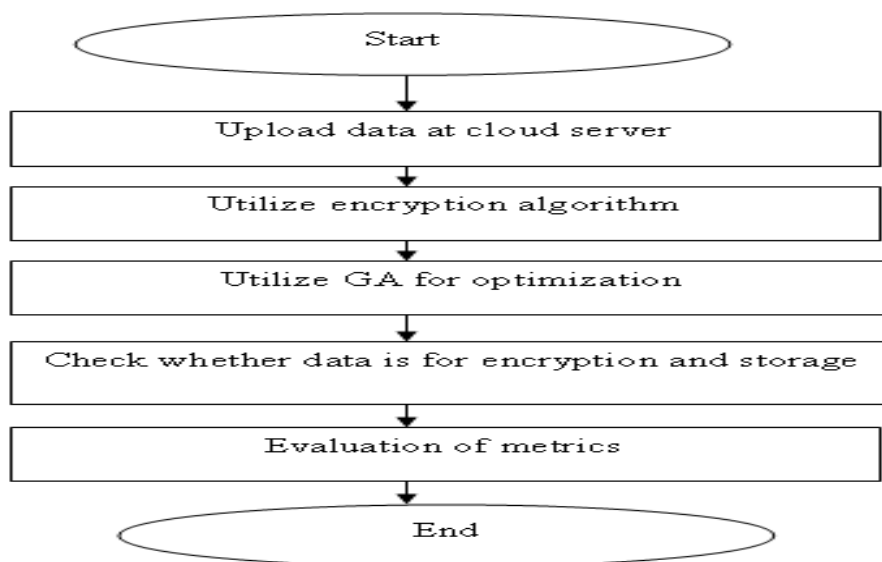 Start
Upload data at cloud server
Utilize encryption algorithm
Utilize GA for optimization
Check whether data is for encryption and storage
Evaluation of metrics
End